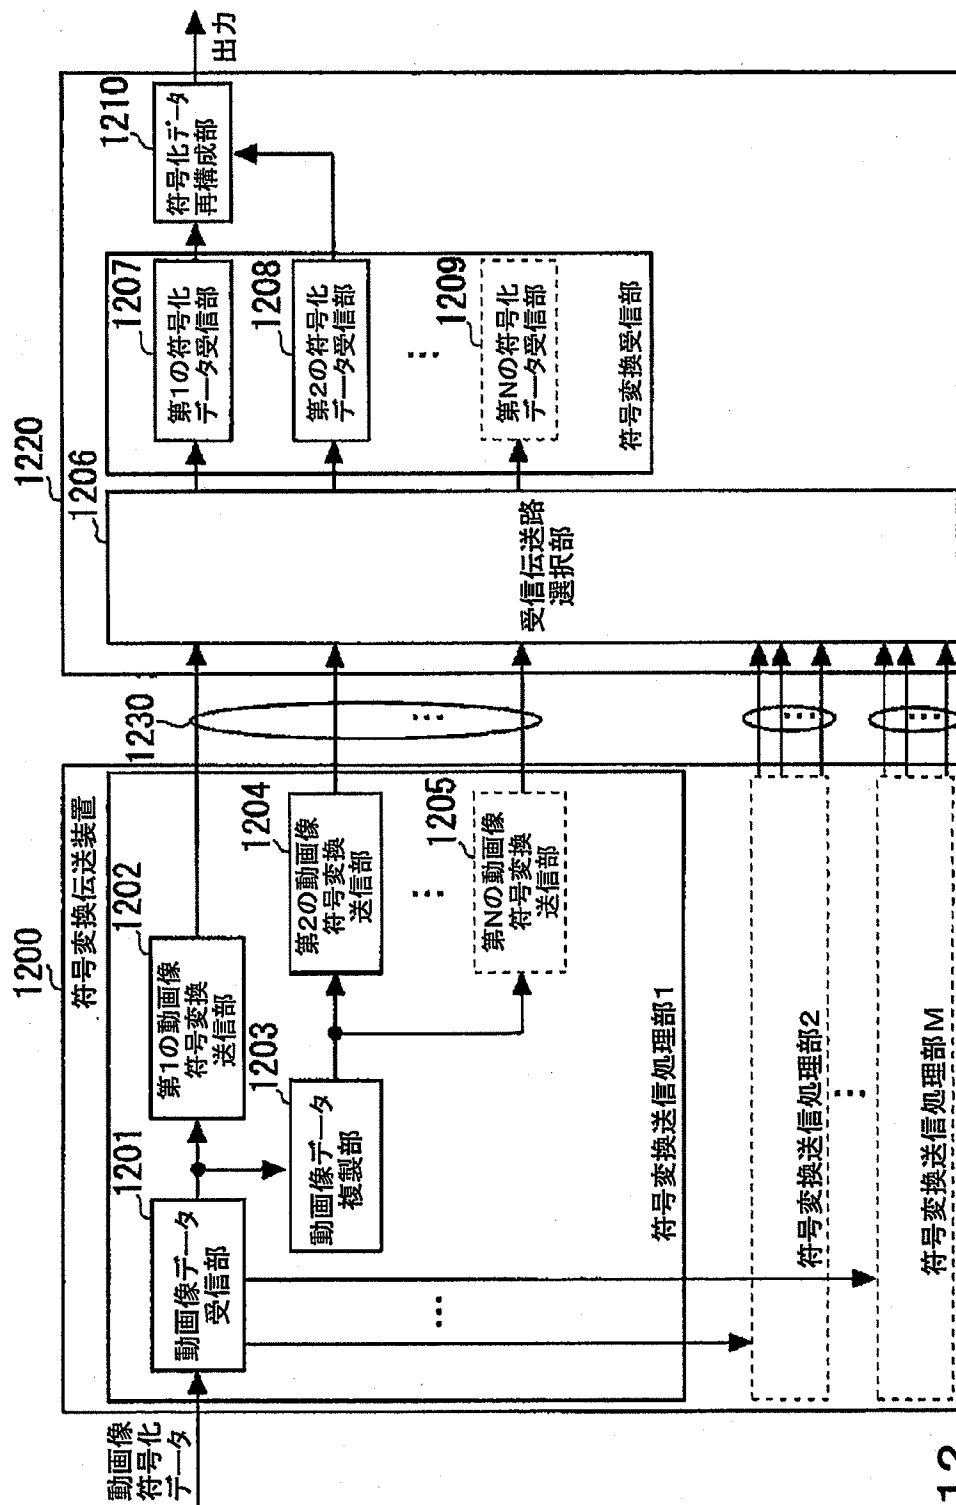 動画像
符号化
データ
1200
符号変換伝送装置
1201
動画像データ
受信部
1202
第1の動画像
符号変換
送信部
1203
動画像データ
複製部
1204
第2の動画像
符号変換
送信部
⋮
1205
第Nの動画像
符号変換
送信部
符号変換送信処理部1
…
符号変換送信処理部2
⋮
符号変換送信処理部M
1230
⋮
⋮
⋮
1220
1206
受信伝送路
選択部
1207
第1の符号化
データ受信部
1208
第2の符号化
データ受信部
⋮
1209
第Nの符号化
データ受信部
符号変換受信部
1210
符号化データ
再構成部
出力
12